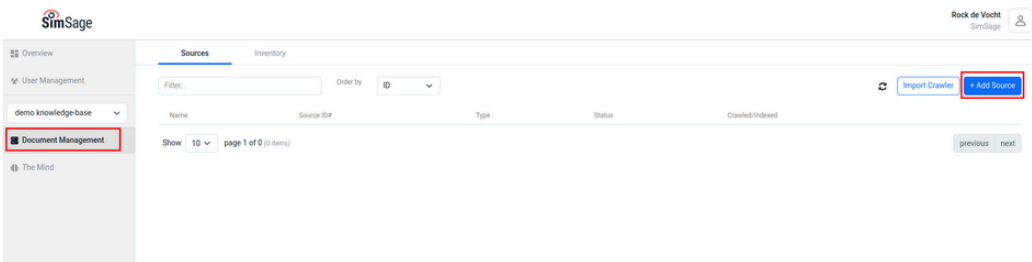 SimSage
Rock de Vocht
SimSage
Overview
User Management
demo knowledge-base
Document Management
The Mind
Sources Inventory
Filter... Order by ID Import Crawler + Add Source
Name Source ID# Type Status Crawled/Indexed
Show 10 page 1 of 0 (0 items) previous next